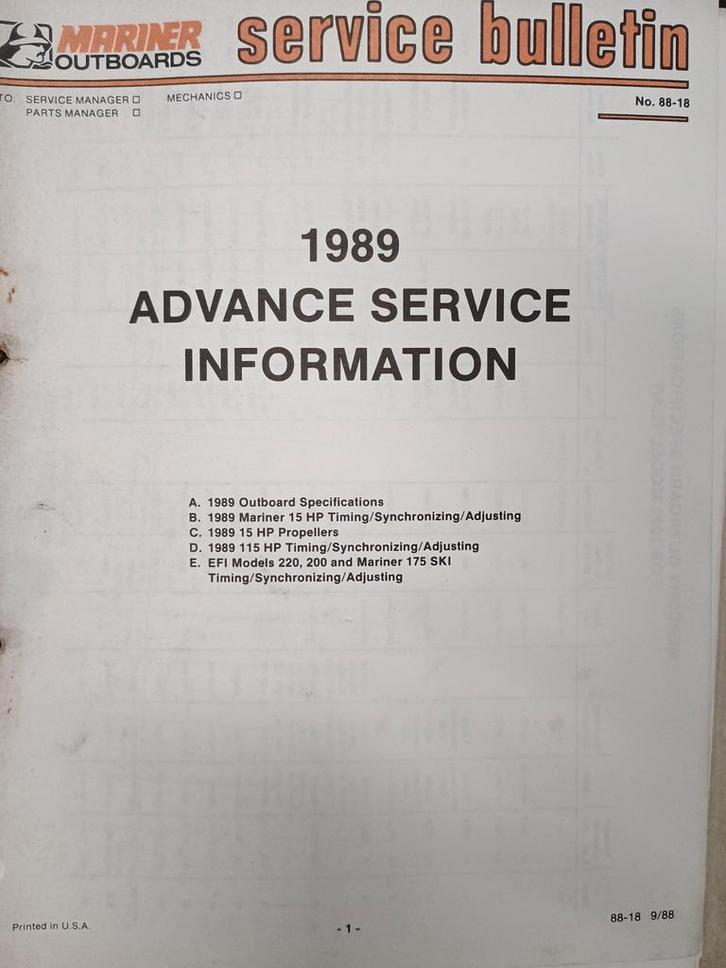 MARINER
OUTBOARDS
service bulletin
TO: SERVICE MANAGER □ MECHANICS □
PARTS MANAGER □
No. 88-18
1989
ADVANCE SERVICE
INFORMATION
A. 1989 Outboard Specifications
B. 1989 Mariner 15 HP Timing/Synchronizing/Adjusting
C. 1989 15 HP Propellers
D. 1989 115 HP Timing/Synchronizing/Adjusting
E. EFI Models 220, 200 and Mariner 175 SKI
Timing/Synchronizing/Adjusting
Printed in U.S.A.
- 1 -
88-18 9/88